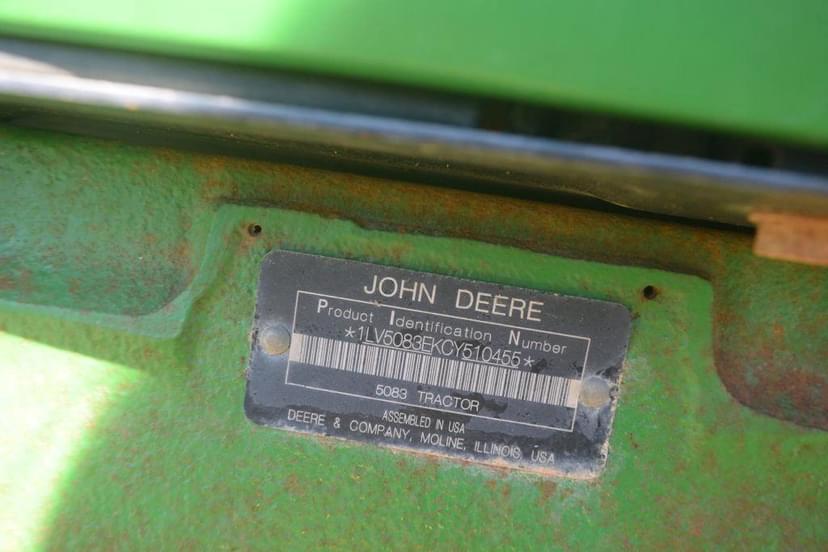 JOHN DEERE
Product Identification Number
*1LV5083EKCY510455*
5083 TRACTOR
ASSEMBLED IN USA
DEERE & COMPANY, MOLINE, ILLINOIS, USA